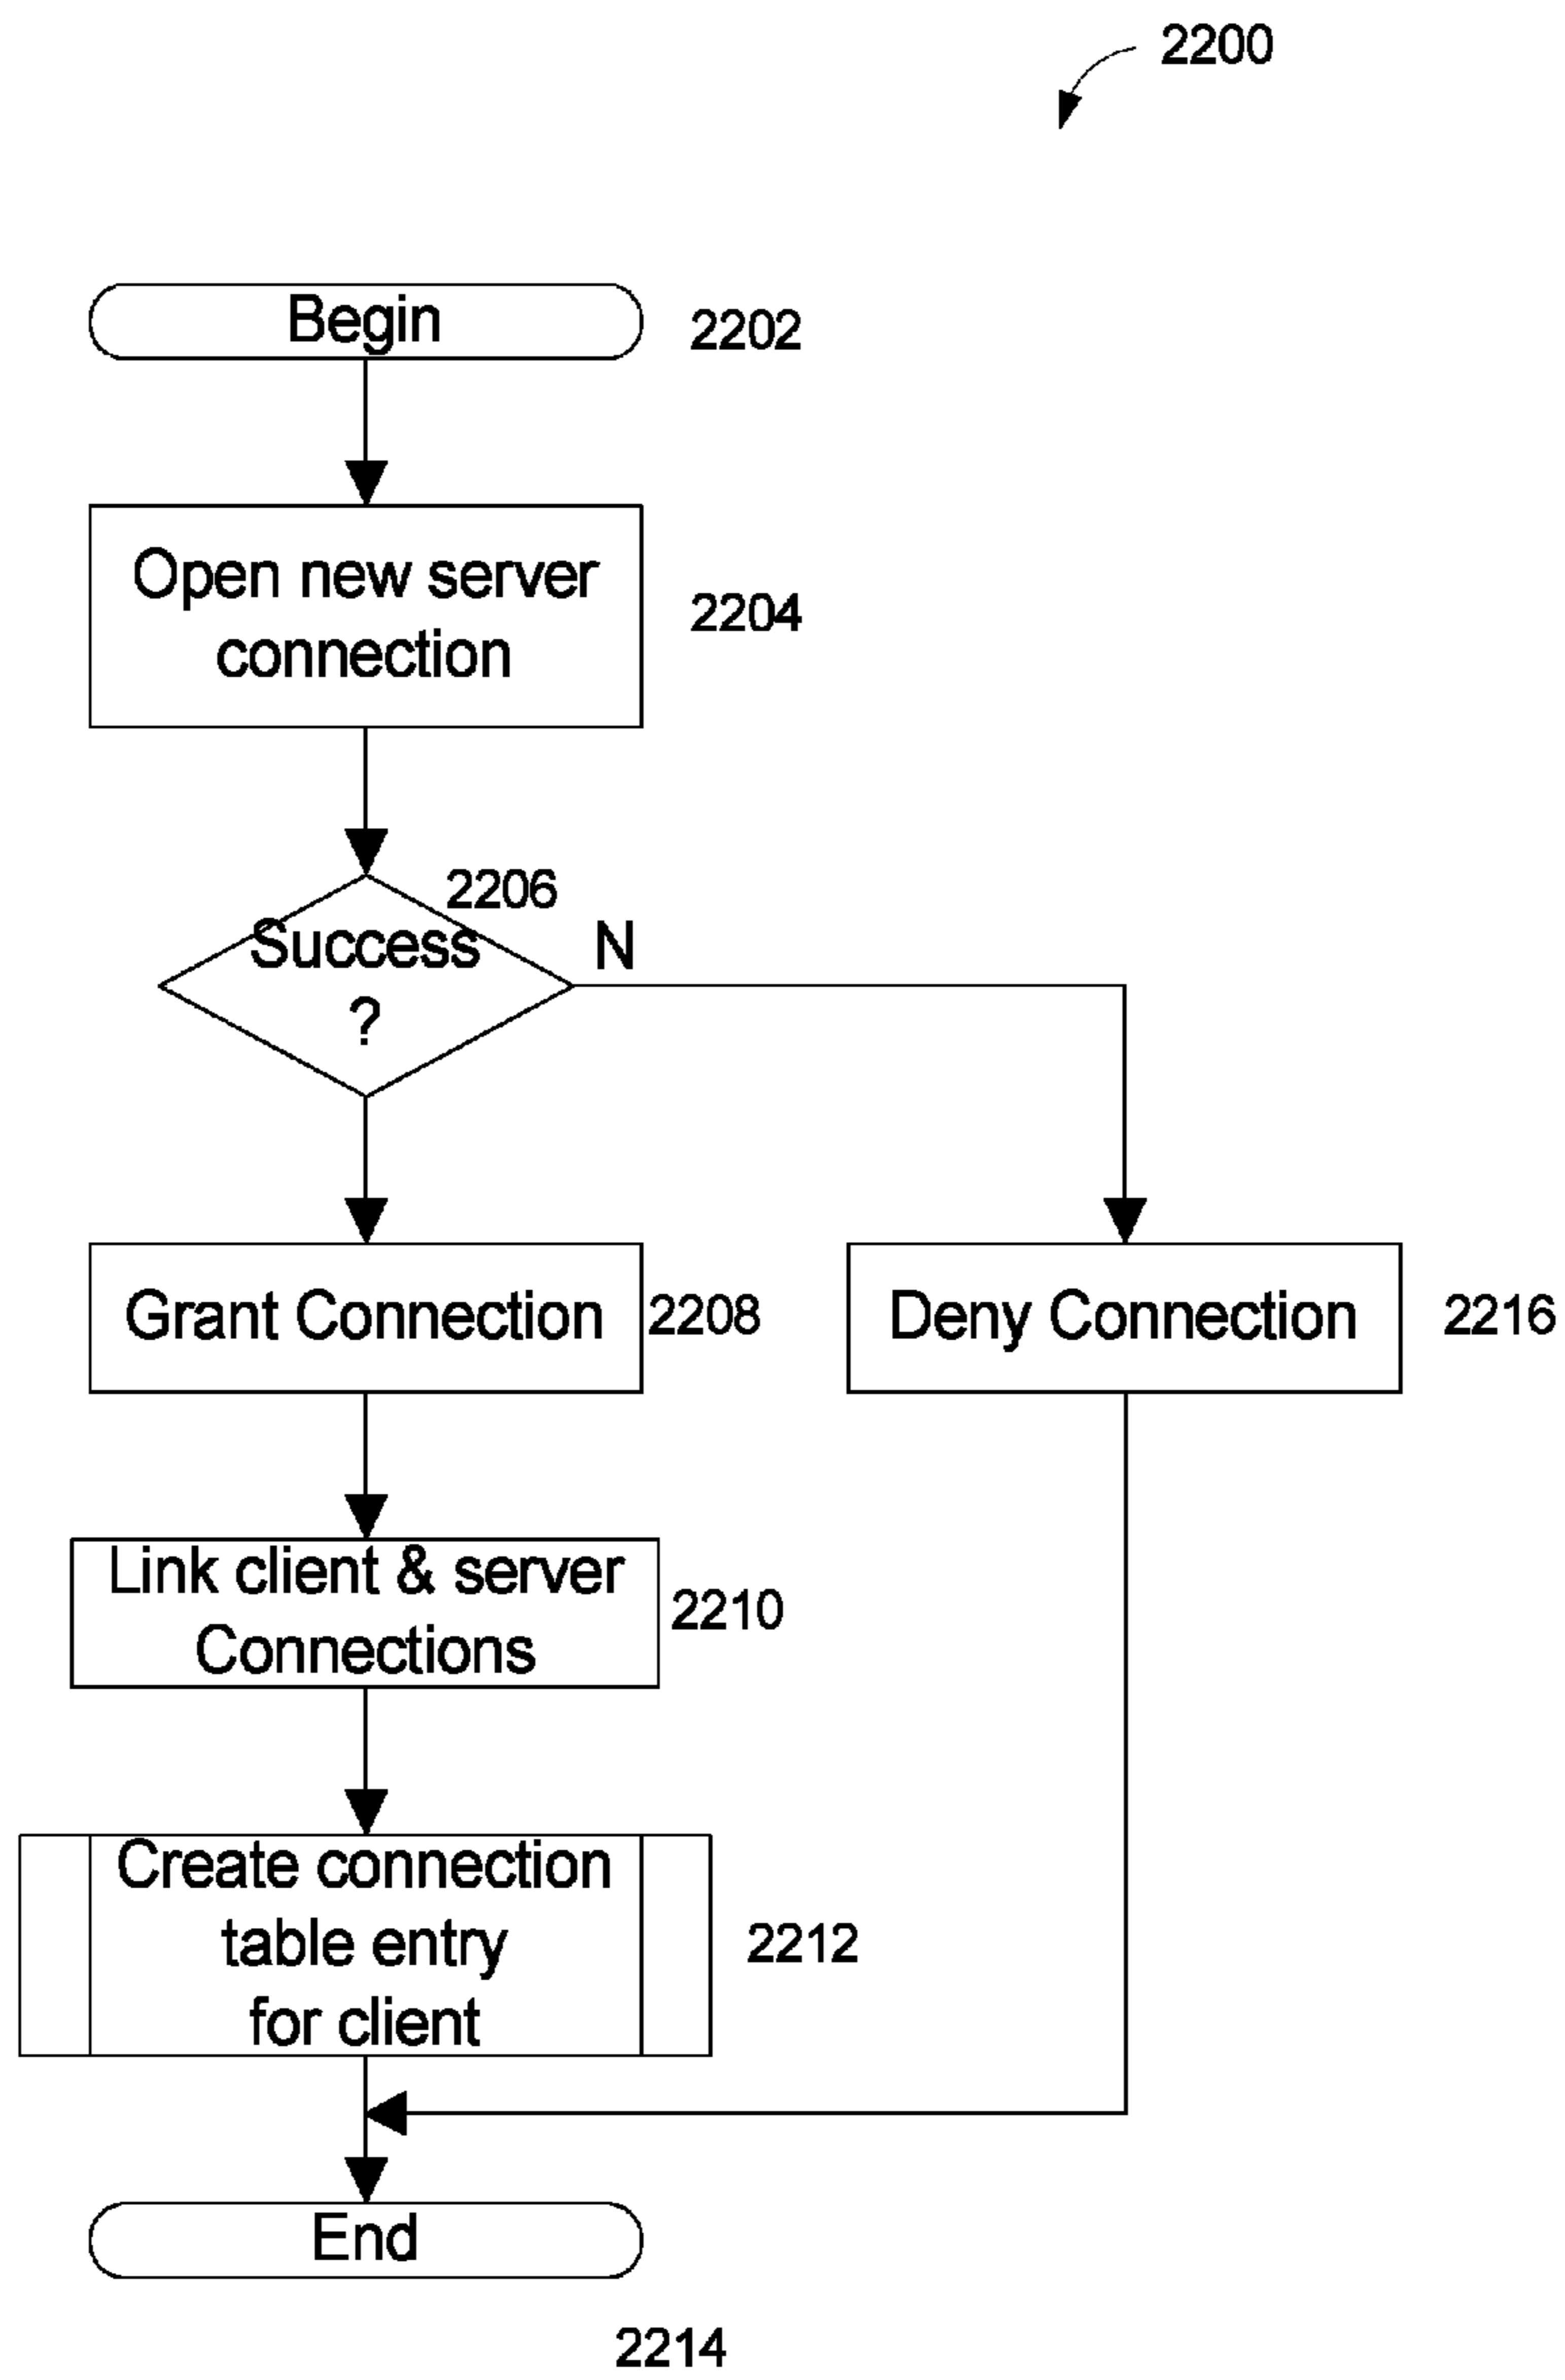 2200
Begin
2202
Open new server
connection
2204
2206
Success
?
N
Grant Connection
2208
Deny Connection
2216
Link client & server
Connections
2210
Create connection
table entry
for client
2212
End
2214